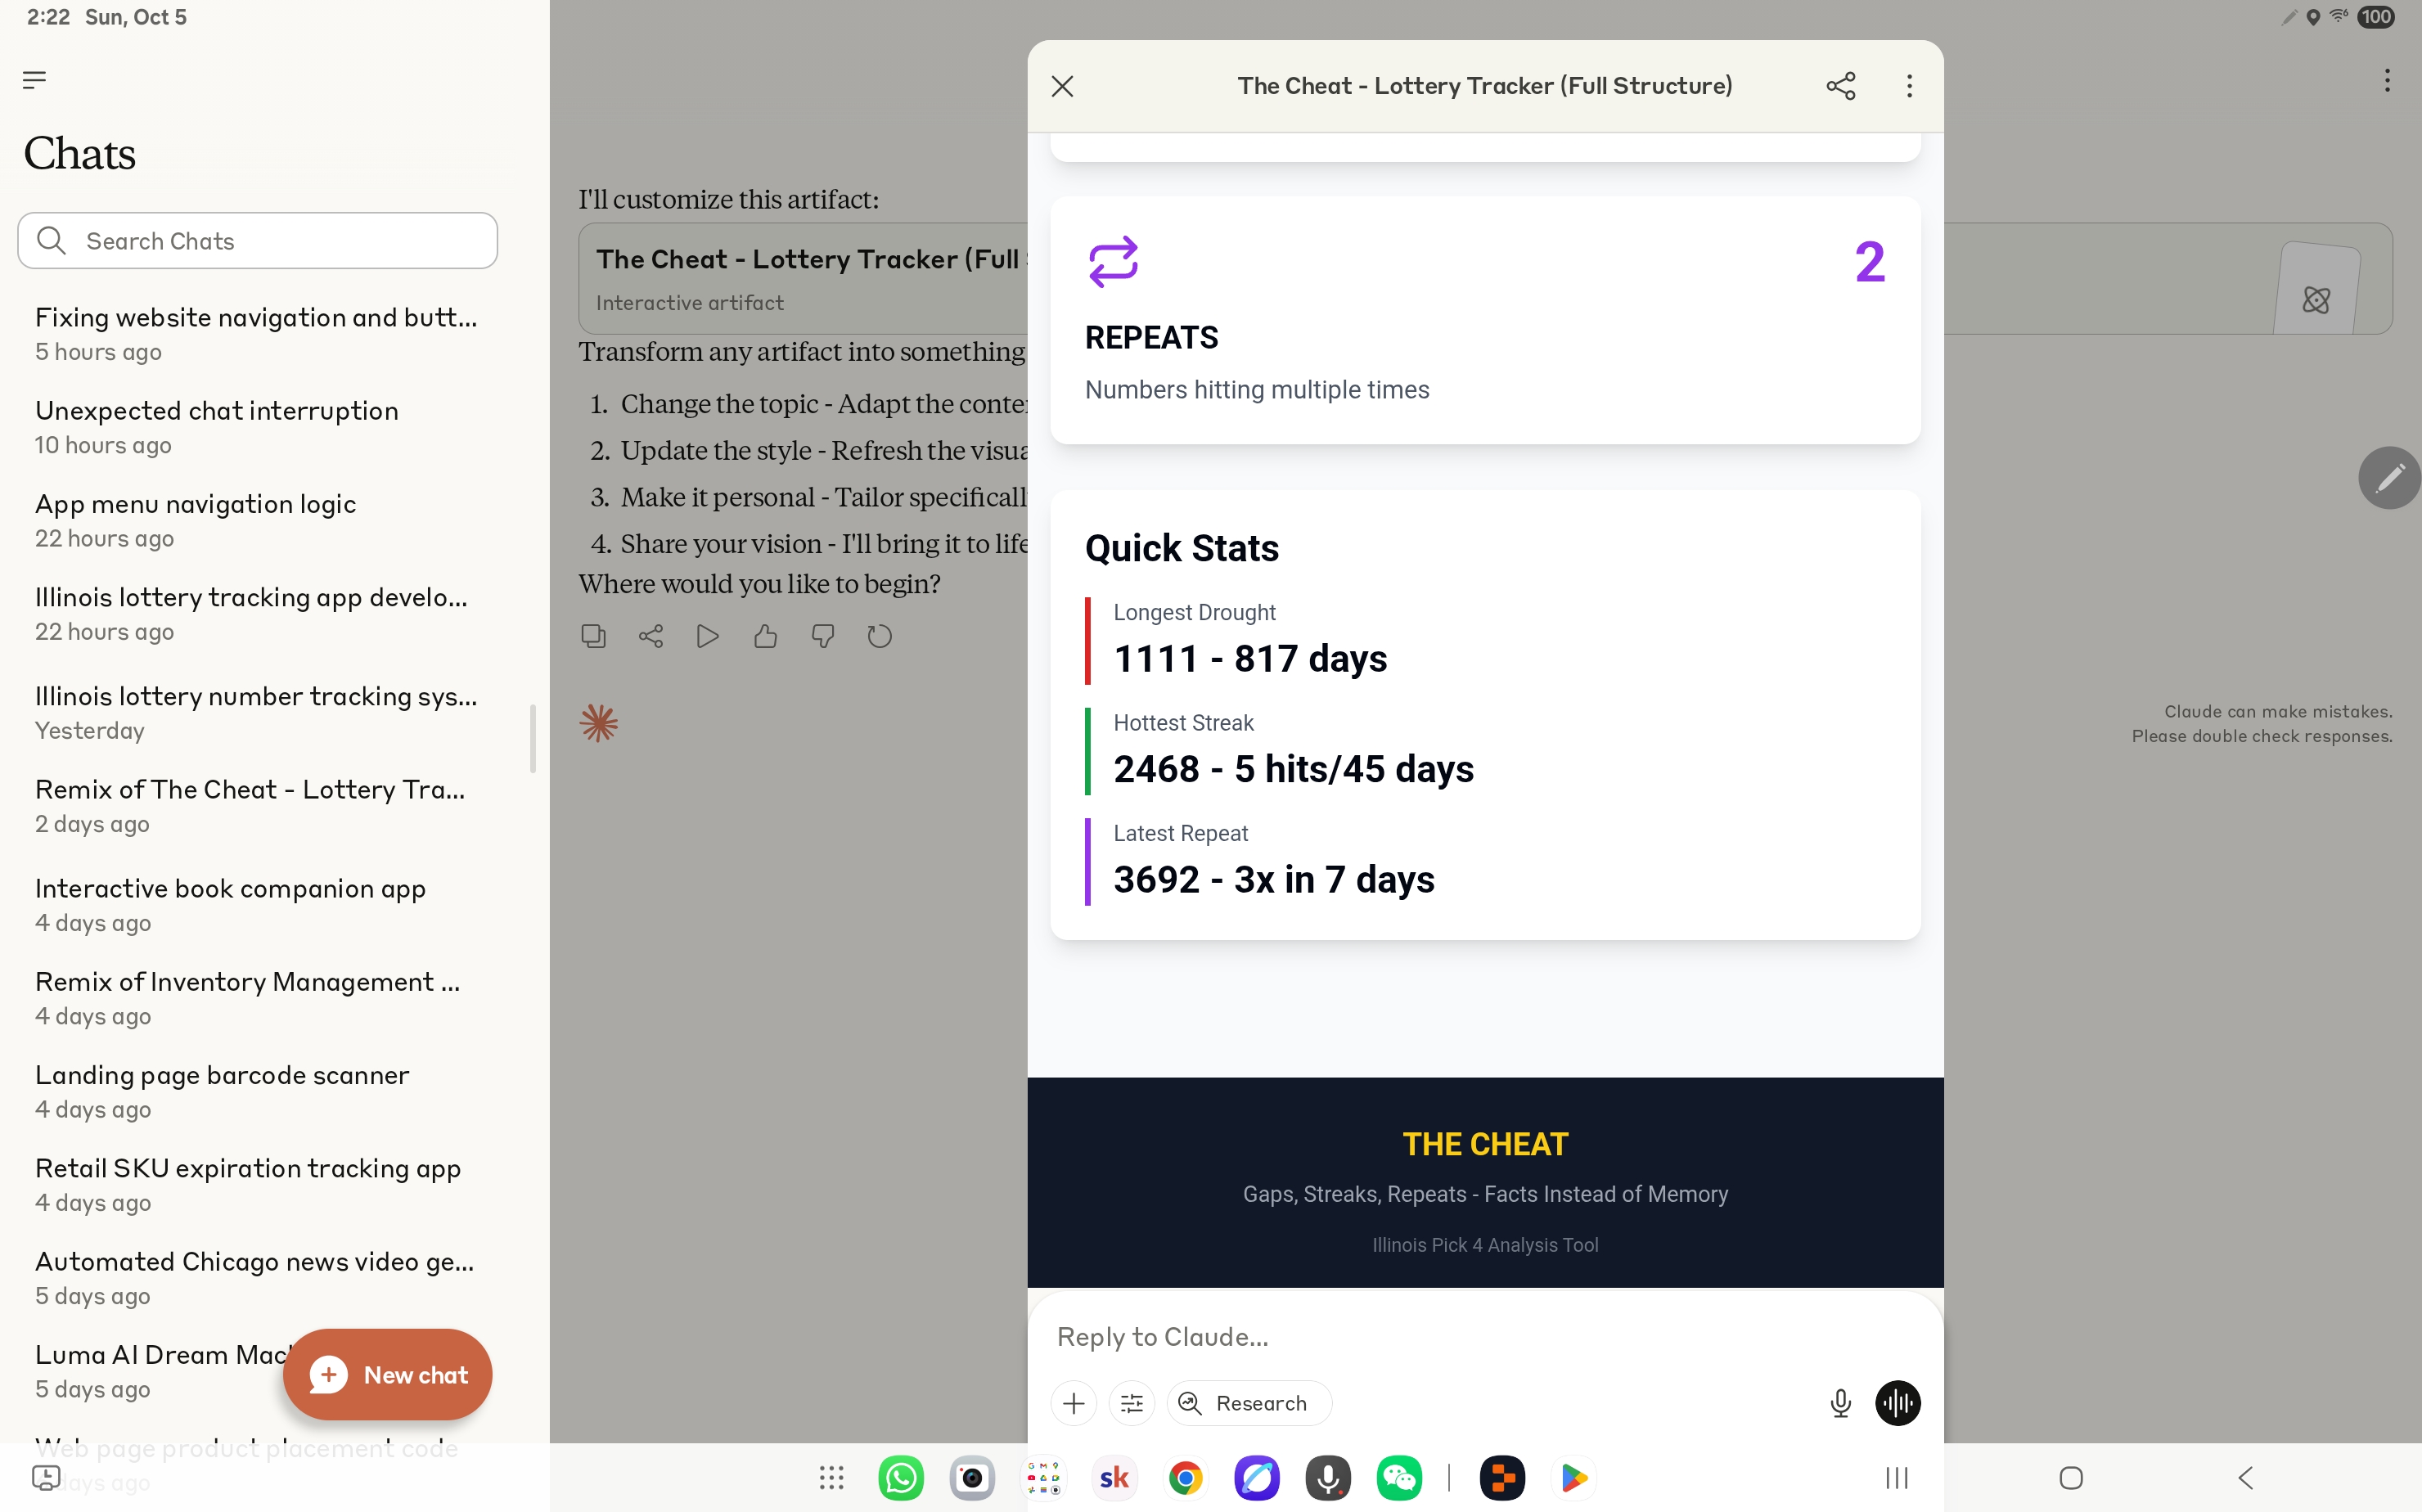 2:22 Sun, Oct 5
100
Chats
Search Chats
Fixing website navigation and butt...
5 hours ago
Unexpected chat interruption
10 hours ago
App menu navigation logic
22 hours ago
Illinois lottery tracking app develo...
22 hours ago
Illinois lottery number tracking sys...
Yesterday
Remix of The Cheat - Lottery Tra...
2 days ago
Interactive book companion app
4 days ago
Remix of Inventory Management ...
4 days ago
Landing page barcode scanner
4 days ago
Retail SKU expiration tracking app
4 days ago
Automated Chicago news video ge...
5 days ago
Luma AI Dream Mac
5 days ago
New chat
Web page product placement code
days ago
I'll customize this artifact:
The Cheat - Lottery Tracker (Full
Interactive artifact
Transform any artifact into something
1. Change the topic - Adapt the conte
2. Update the style - Refresh the visua
3. Make it personal - Tailor specificall
4. Share your vision - I'll bring it to life
Where would you like to begin?
The Cheat - Lottery Tracker (Full Structure)
2
REPEATS
Numbers hitting multiple times
Quick Stats
Longest Drought
1111 - 817 days
Hottest Streak
2468 - 5 hits/45 days
Latest Repeat
3692 - 3x in 7 days
THE CHEAT
Gaps, Streaks, Repeats - Facts Instead of Memory
Illinois Pick 4 Analysis Tool
Reply to Claude...
Research
Claude can make mistakes.
Please double check responses.
sk